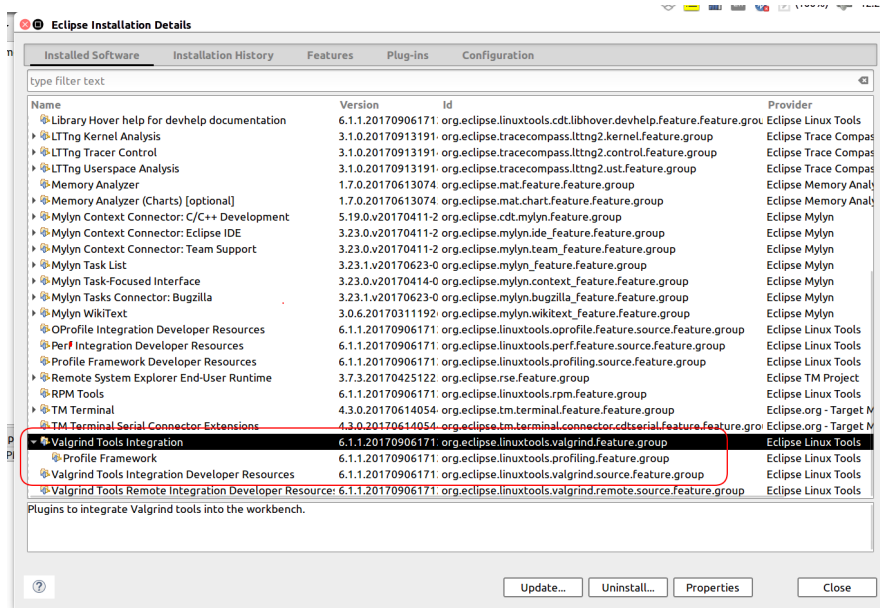 Eclipse Installation Details
Installed Software Installation History Features Plug-ins Configuration
type filter text
Name Version Id Provider
Library Hover help for devhelp documentation 6.1.1.201709061713 org.eclipse.linuxtools.cdt.libhover.devhelp.feature.feature.grou Eclipse Linux Tools
LTTng Kernel Analysis 3.1.0.20170913191 org.eclipse.tracecompass.lttng2.kernel.feature.group Eclipse Trace Compas
LTTng Tracer Control 3.1.0.20170913191 org.eclipse.tracecompass.lttng2.control.feature.group Eclipse Trace Compas
LTTng Userspace Analysis 3.1.0.20170913191 org.eclipse.tracecompass.lttng2.ust.feature.group Eclipse Trace Compas
Memory Analyzer 1.7.0.20170613074 org.eclipse.mat.feature.feature.group Eclipse Memory Analy
Memory Analyzer (Charts) [optional] 1.7.0.20170613074 org.eclipse.mat.chart.feature.feature.group Eclipse Memory Analy
Mylyn Context Connector: C/C++ Development 5.19.0.v20170411-2 org.eclipse.cdt.mylyn.feature.group Eclipse Mylyn
Mylyn Context Connector: Eclipse IDE 3.23.0.v20170411-2 org.eclipse.mylyn.ide_feature.feature.group Eclipse Mylyn
Mylyn Context Connector: Team Support 3.23.0.v20170411-2 org.eclipse.mylyn.team_feature.feature.group Eclipse Mylyn
Mylyn Task List 3.23.1.v20170623-0 org.eclipse.mylyn_feature.feature.group Eclipse Mylyn
Mylyn Task-Focused Interface 3.23.0.v20170414-0 org.eclipse.mylyn.context_feature.feature.group Eclipse Mylyn
Mylyn Tasks Connector: Bugzilla 3.23.1.v20170623-0 org.eclipse.mylyn.bugzilla_feature.feature.group Eclipse Mylyn
Mylyn WikiText 3.0.6.20170311192 org.eclipse.mylyn.wikitext_feature.feature.group Eclipse Mylyn
OProfile Integration Developer Resources 6.1.1.20170906171 org.eclipse.linuxtools.oprofile.feature.source.feature.group Eclipse Linux Tools
Perf Integration Developer Resources 6.1.1.20170906171 org.eclipse.linuxtools.perf.feature.source.feature.group Eclipse Linux Tools
Profile Framework Developer Resources 6.1.1.20170906171 org.eclipse.linuxtools.profiling.source.feature.group Eclipse Linux Tools
Remote System Explorer End-User Runtime 3.7.3.20170425122 org.eclipse.rse.feature.group Eclipse TM Project
RPM Tools 6.1.1.20170906171 org.eclipse.linuxtools.rpm.feature.group Eclipse Linux Tools
TM Terminal 4.3.0.20170614054 org.eclipse.tm.terminal.feature.feature.group Eclipse.org - Target M
TM Terminal Serial Connector Extensions 4.3.0.20170614054 org.eclipse.tm.terminal.connector.cdtserial.feature.feature.grou Eclipse.org - Target M
Valgrind Tools Integration 6.1.1.20170906171 org.eclipse.linuxtools.valgrind.feature.group Eclipse Linux Tools
Profile Framework 6.1.1.20170906171 org.eclipse.linuxtools.profiling.feature.group Eclipse Linux Tools
Valgrind Tools Integration Developer Resources 6.1.1.20170906171 org.eclipse.linuxtools.valgrind.source.feature.group Eclipse Linux Tools
Valgrind Tools Remote Integration Developer Resources 6.1.1.20170906171 org.eclipse.linuxtools.valgrind.remote.source.feature.group Eclipse Linux Tools
Plugins to integrate Valgrind tools into the workbench.
Update... Uninstall... Properties Close